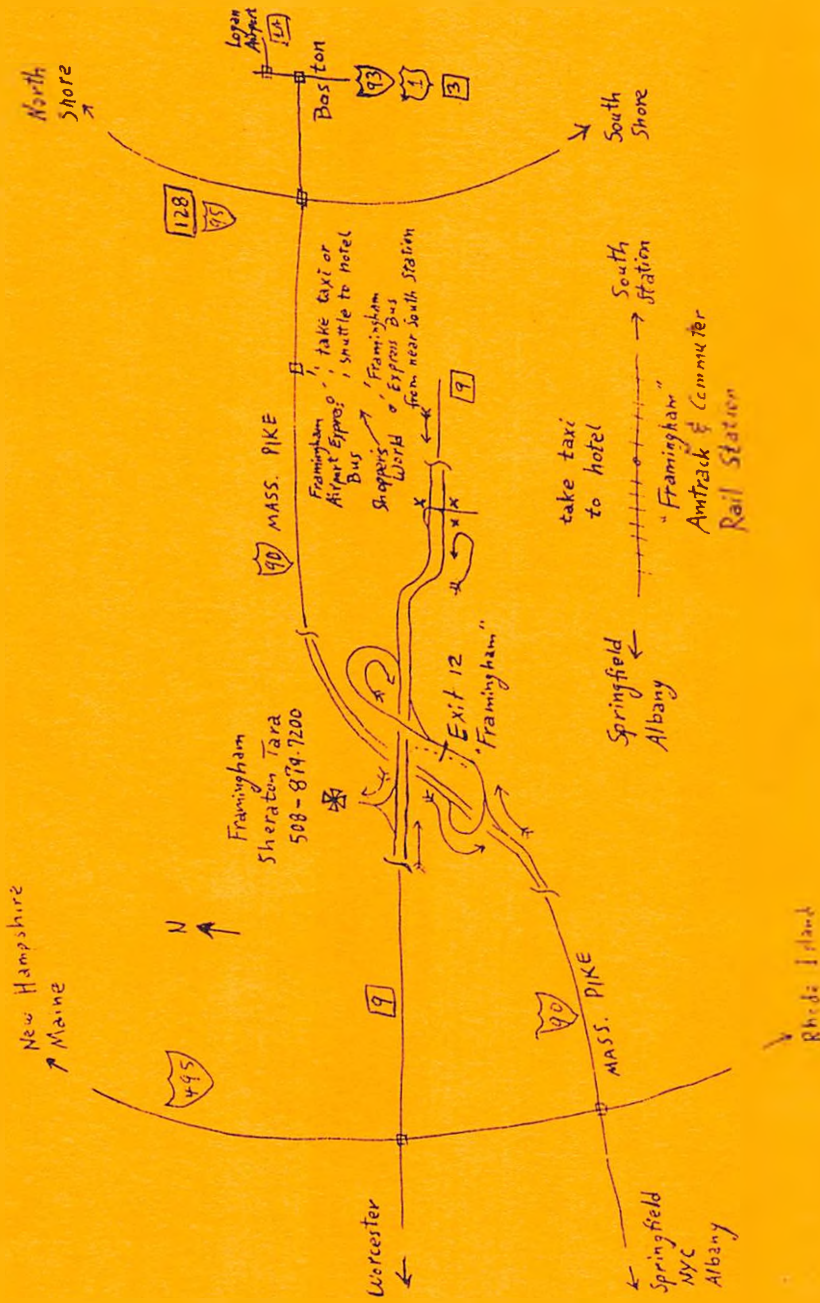 New Hampshire
Maine
495
N
Framingham
Sheraton Tara
508-879-7200
128
95
North
Shore
Logan
Airport
1A
Boston
93
1
3
90
MASS. PIKE
Framingham
Airport Express
Bus
take taxi or
shuttle to hotel
Shopper's
World
"Framingham
Express Bus
from near South Station
9
Worcester
9
Exit 12
"Framingham"
South
Shore
90
MASS. PIKE
Springfield
NYC
Albany
Rhode Island
Springfield
Albany
take taxi
to hotel
South
Station
"Framingham"
Amtrack & Commuter
Rail Station